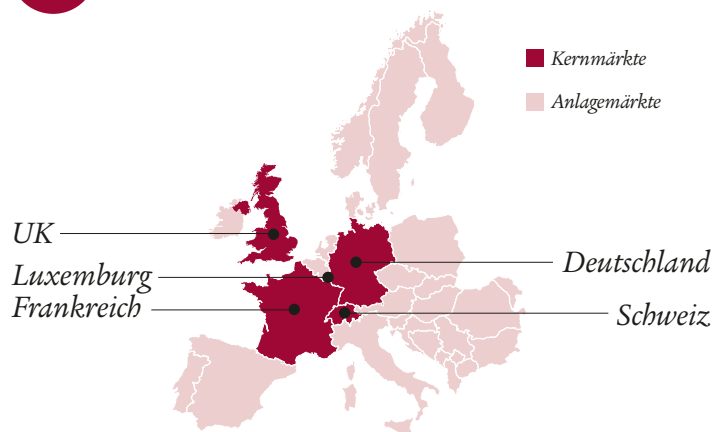 Kernmärkte
Anlagemärkte
UK
Luxemburg
Frankreich
Deutschland
Schweiz